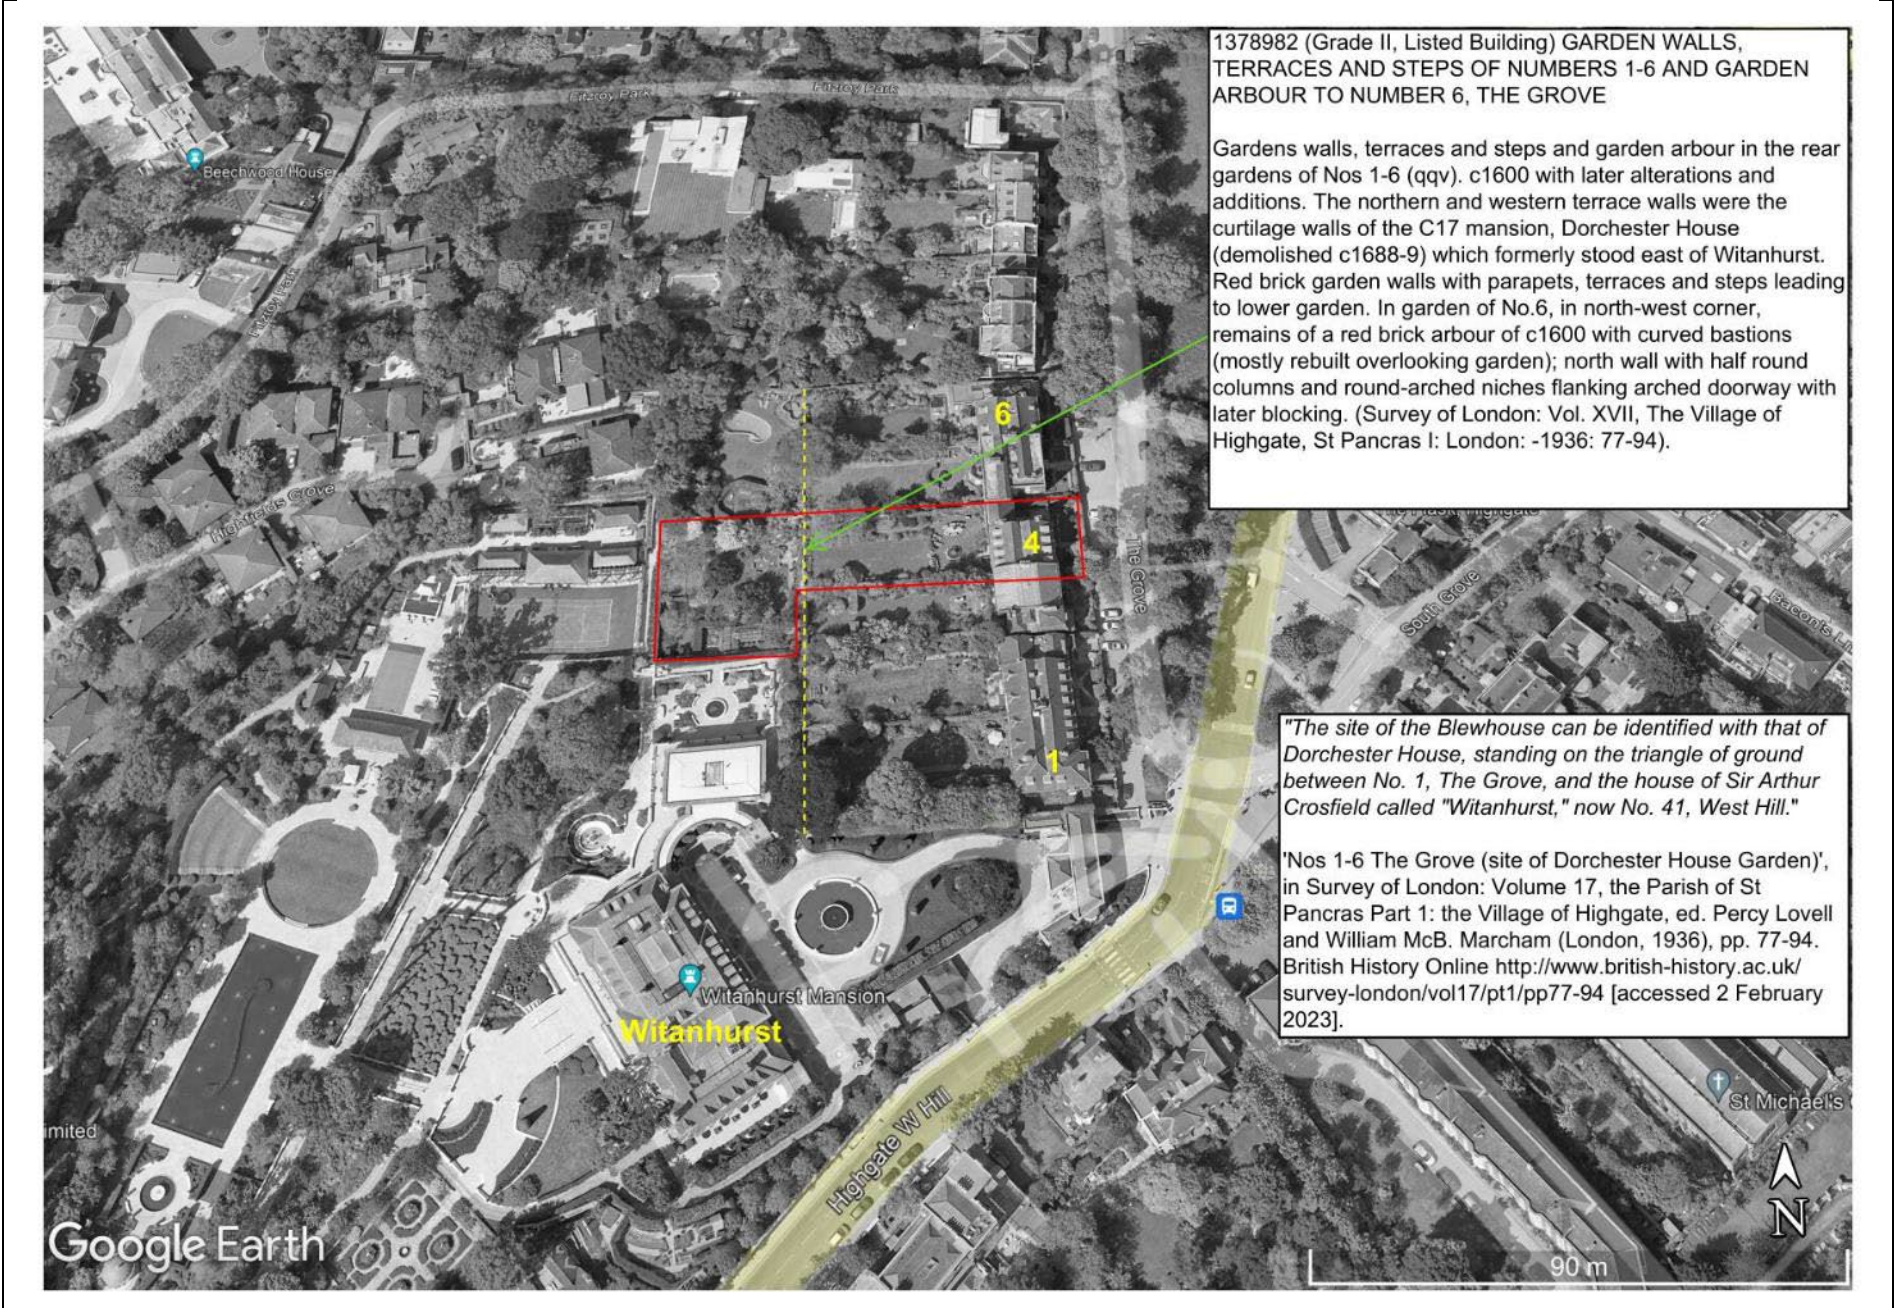 1378982 (Grade II, Listed Building) GARDEN WALLS,
TERRACES AND STEPS OF NUMBERS 1-6 AND GARDEN
ARBOUR TO NUMBER 6, THE GROVE
Gardens walls, terraces and steps and garden arbour in the rear
gardens of Nos 1-6 (qqv). c1600 with later alterations and
additions. The northern and western terrace walls were the
curtilage walls of the C17 mansion, Dorchester House
(demolished c1688-9) which formerly stood east of Witanhurst.
Red brick garden walls with parapets, terraces and steps leading
to lower garden. In garden of No.6, in north-west corner,
remains of a red brick arbour of c1600 with curved bastions
(mostly rebuilt overlooking garden); north wall with half round
columns and round-arched niches flanking arched doorway with
later blocking. (Survey of London: Vol. XVII, The Village of
Highgate, St Pancras I: London: -1936: 77-94).
Fitzroy Park
Fitzroy Park
Beechwood House
Fitzroy Park
6
Highfields Grove
4
The Grove
South Grove
Bacon's L
1
"The site of the Blewhouse can be identified with that of
Dorchester House, standing on the triangle of ground
between No. 1, The Grove, and the house of Sir Arthur
Crosfield called "Witanhurst," now No. 41, West Hill."
'Nos 1-6 The Grove (site of Dorchester House Garden)',
in Survey of London: Volume 17, the Parish of St
Pancras Part 1: the Village of Highgate, ed. Percy Lovell
and William McB. Marcham (London, 1936), pp. 77-94.
British History Online http://www.british-history.ac.uk/
survey-london/vol17/pt1/pp77-94 [accessed 2 February
2023].
Witanhurst Mansion
Witanhurst
St Michael's
imited
Highgate W Hill
N
Google Earth
90 m